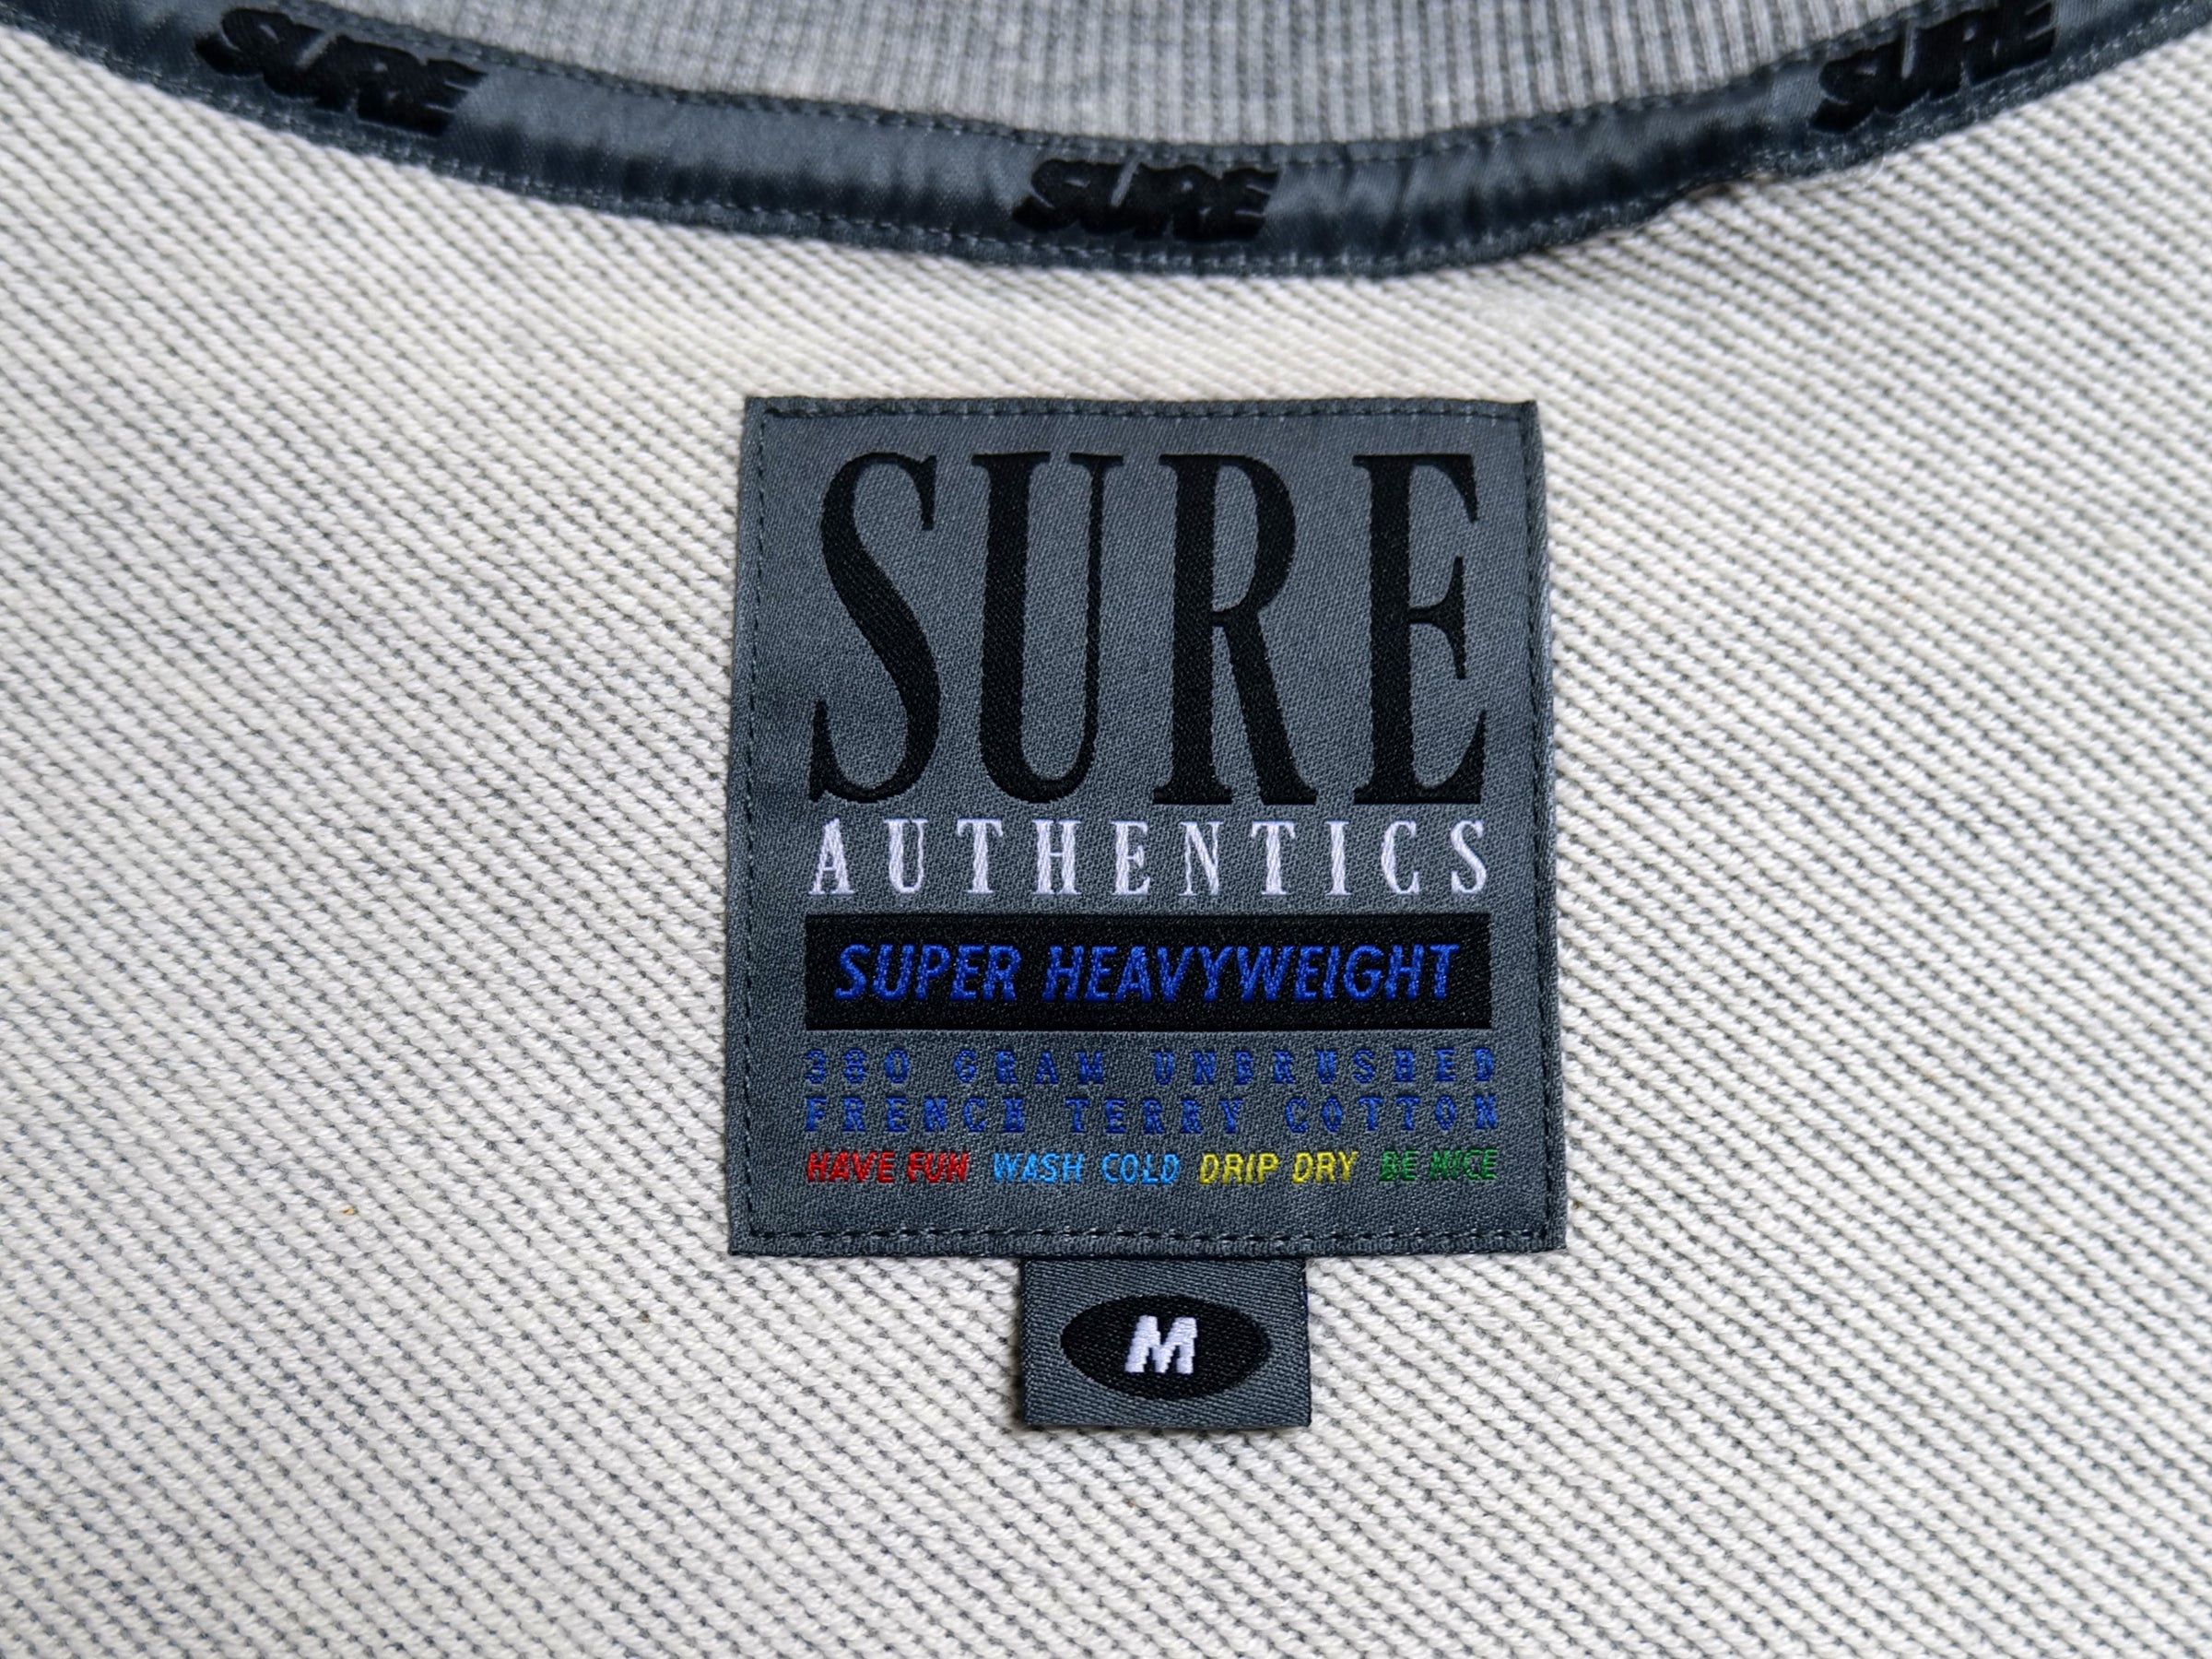 SURE
SURE
SURE
SURE
AUTHENTICS
SUPER HEAVYWEIGHT
380 GRAM UNBRUSHED
FRENCH TERRY COTTON
HAVE FUN WASH COLD DRIP DRY BE NICE
M